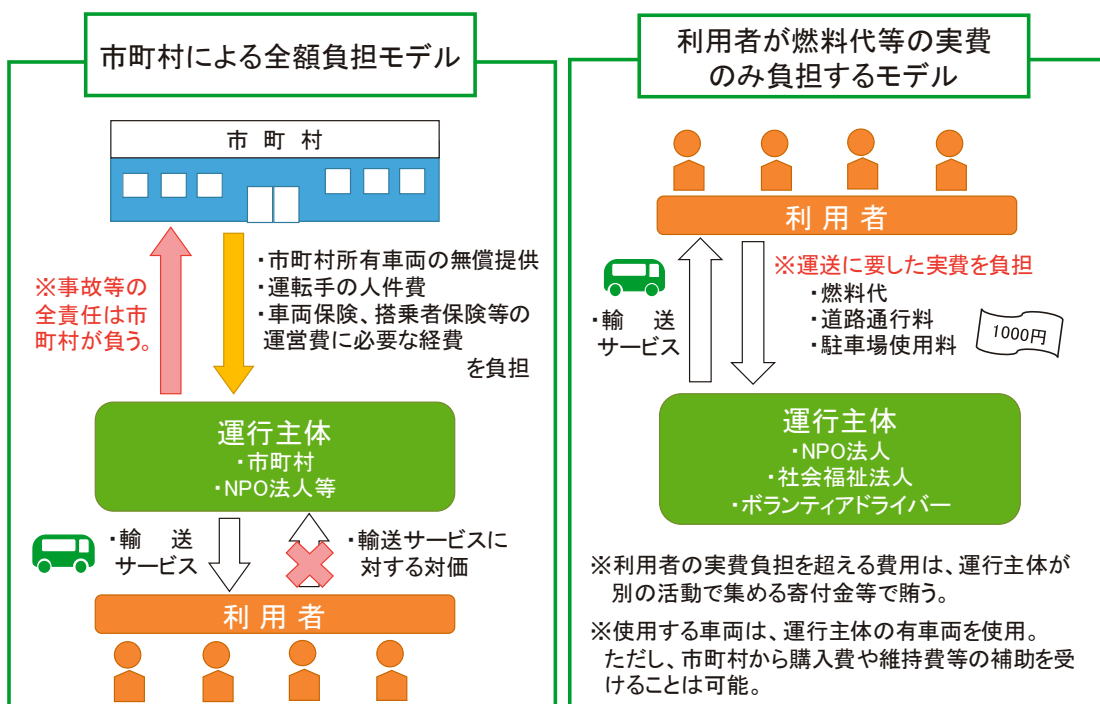 市町村による全額負担モデル
市　町　村
※事故等の
全責任は市
町村が負う。
・市町村所有車両の無償提供
・運転手の人件費
・車両保険、搭乗者保険等の
運営費に必要な経費
を負担
運行主体
・市町村
・NPO法人等
・輸　送
サービス
・輸送サービスに
対する対価
利 用 者
利用者が燃料代等の実費
のみ負担するモデル
利 用 者
・輸　送
サービス
※運送に要した実費を負担
・燃料代
・道路通行料
・駐車場使用料
1000円
運行主体
・NPO法人
・社会福祉法人
・ボランティアドライバー
※利用者の実費負担を超える費用は、運行主体が
別の活動で集める寄付金等で賄う。
※使用する車両は、運行主体の有車両を使用。
ただし、市町村から購入費や維持費等の補助を受
けることは可能。